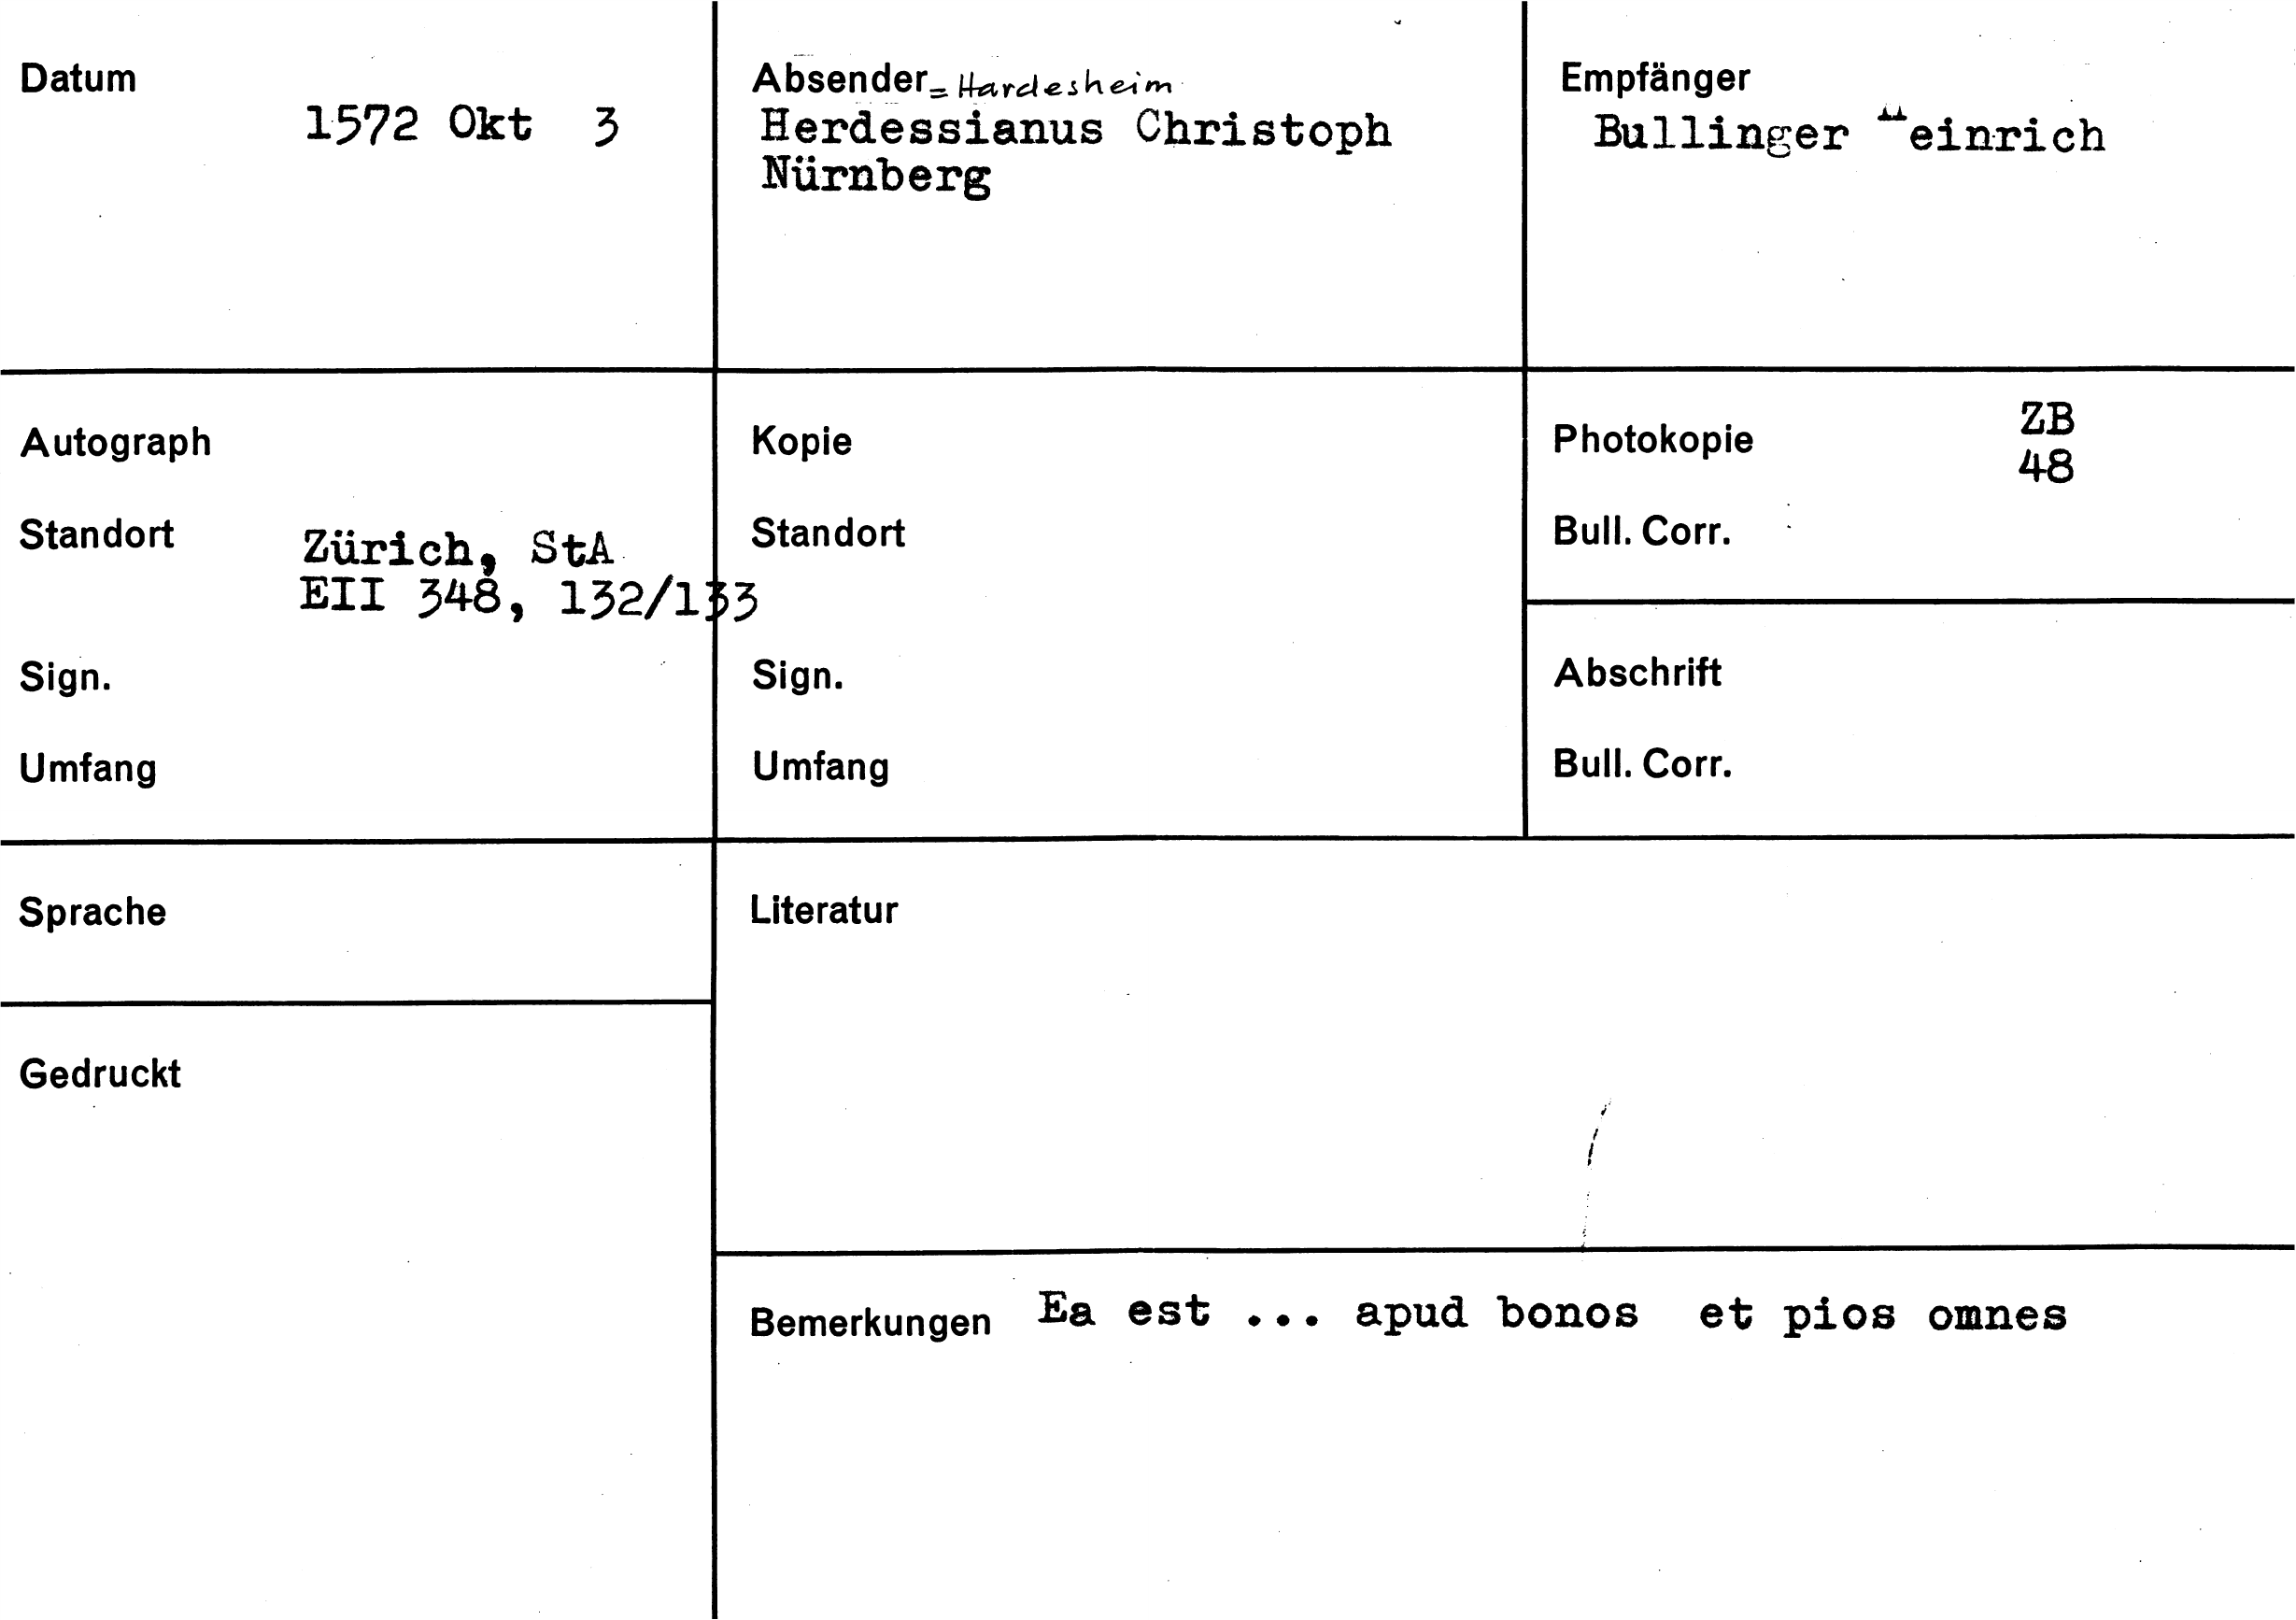 Datum
1572 Okt 3
Absender = Hardesheim
Herdessianus Christoph
Nürnberg
Empfänger
Bullinger Heinrich
Autograph
Standort Zürich, StA
EII 348, 132/133
Sign.
Umfang
Kopie
Standort
Sign.
Umfang
Photokopie ZB
48
Bull. Corr.
Abschrift
Bull. Corr.
Sprache
Gedruckt
Literatur
Bemerkungen Ea est ... apud bonos et pios omnes